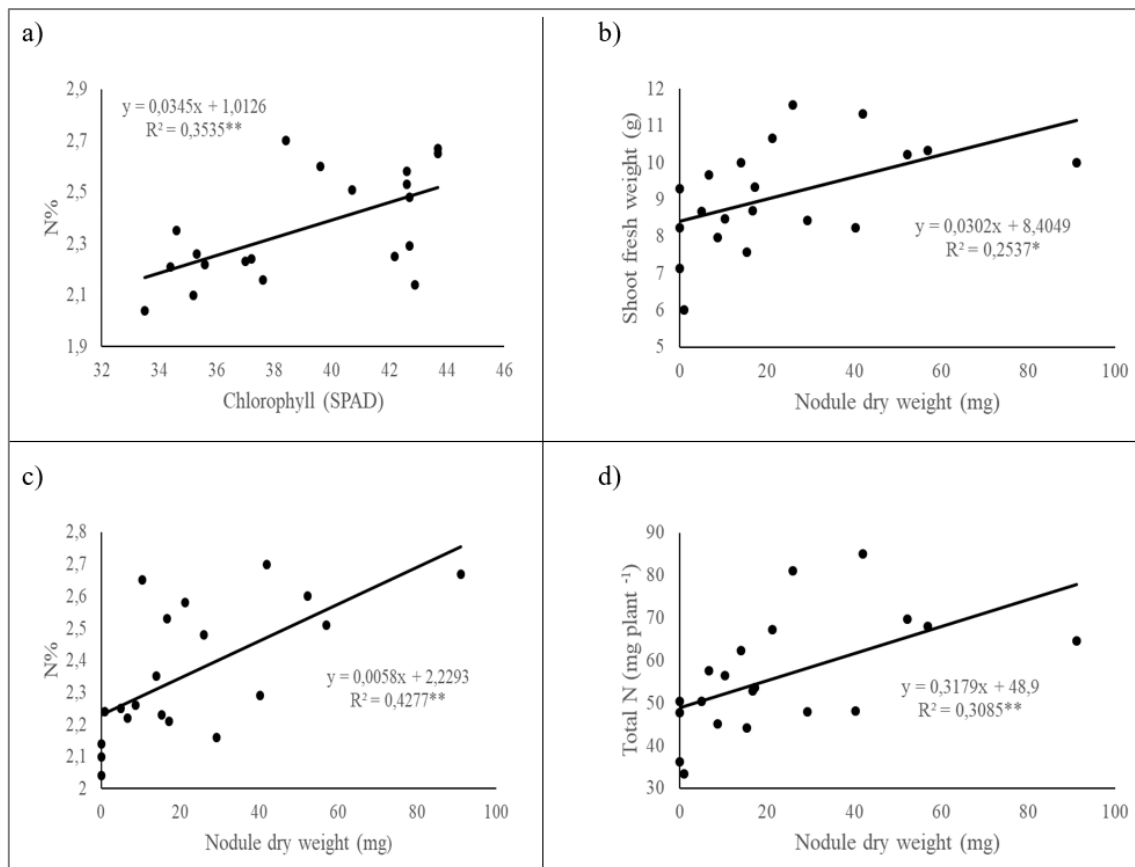 a)
y = 0,0345x + 1,0126
R² = 0,3535**
N%
2,9
2,7
2,5
2,3
2,1
1,9
32 34 36 38 40 42 44 46
Chlorophyll (SPAD)
b)
Shoot fresh weight (g)
12
11
10
9
8
7
6
5
y = 0,0302x + 8,4049
R² = 0,2537*
0 20 40 60 80 100
Nodule dry weight (mg)
c)
N%
2,8
2,7
2,6
2,5
2,4
2,3
2,2
2,1
2
y = 0,0058x + 2,2293
R² = 0,4277**
0 20 40 60 80 100
Nodule dry weight (mg)
d)
Total N (mg plant ⁻¹)
90
80
70
60
50
40
30
y = 0,3179x + 48,9
R² = 0,3085**
0 20 40 60 80 100
Nodule dry weight (mg)